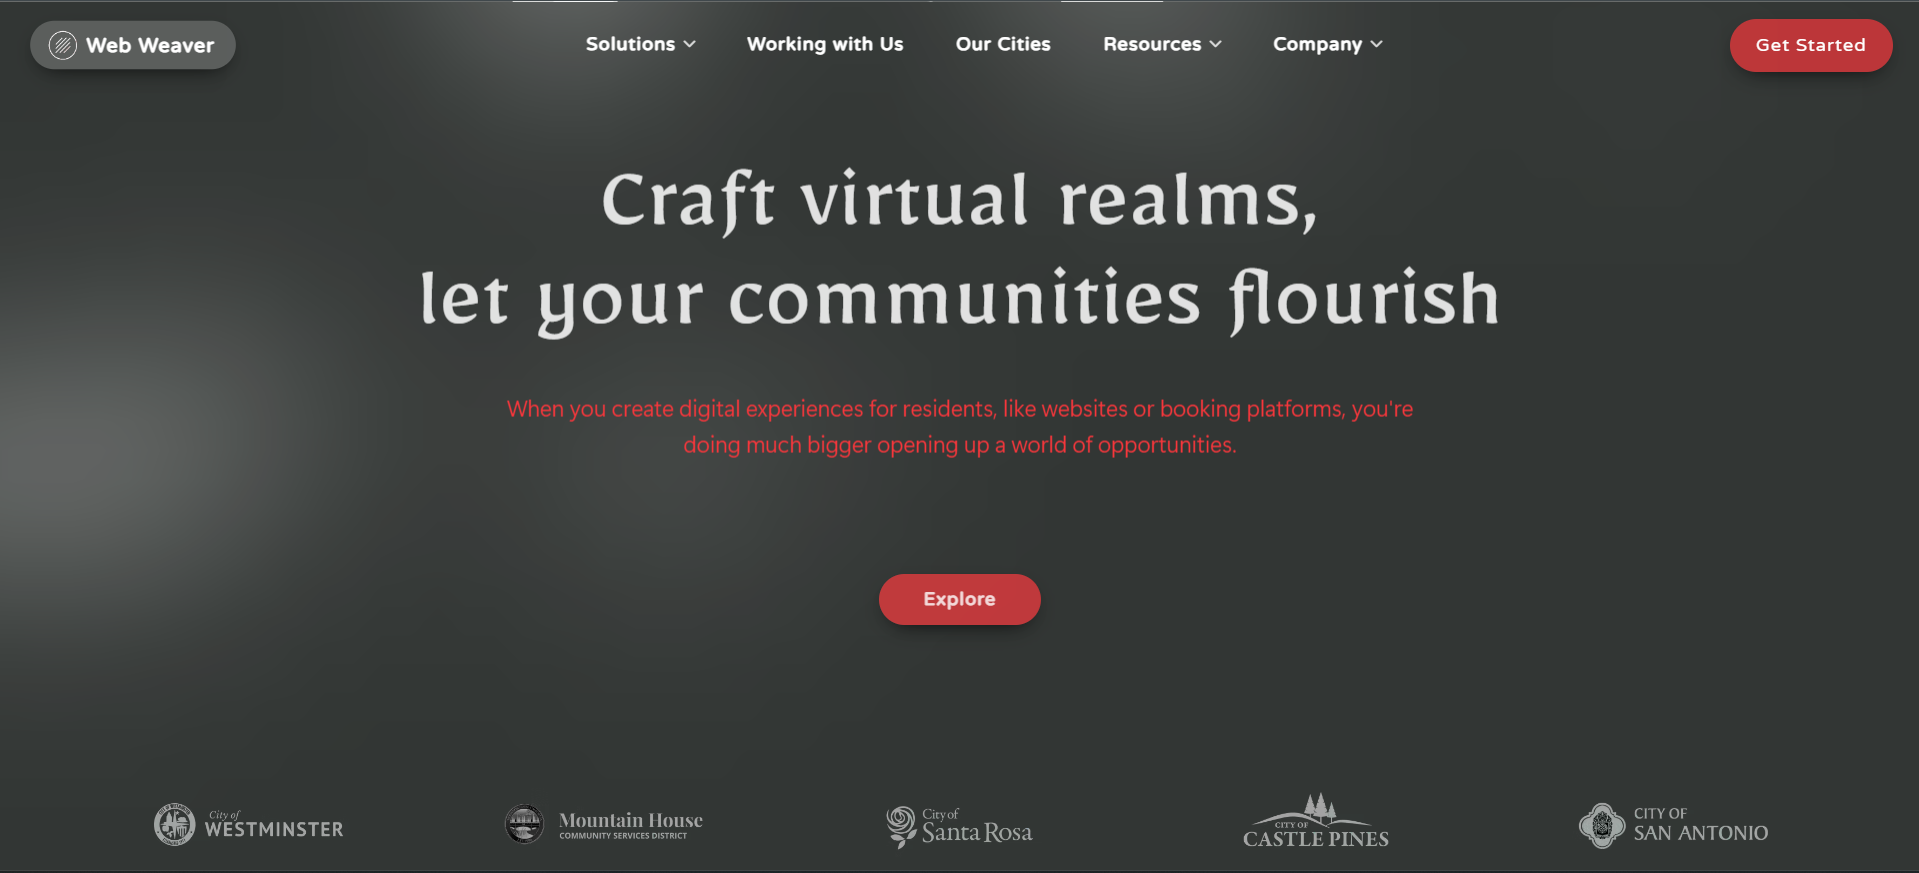 Web Weaver
Solutions
Working with Us
Our Cities
Resources
Company
Get Started
Craft virtual realms,
let your communities flourish
When you create digital experiences for residents, like websites or booking platforms, you're
doing much bigger opening up a world of opportunities.
Explore
City of
WESTMINSTER
Mountain House
COMMUNITY SERVICES DISTRICT
City of
Santa Rosa
CITY OF
CASTLE PINES
CITY OF
SAN ANTONIO